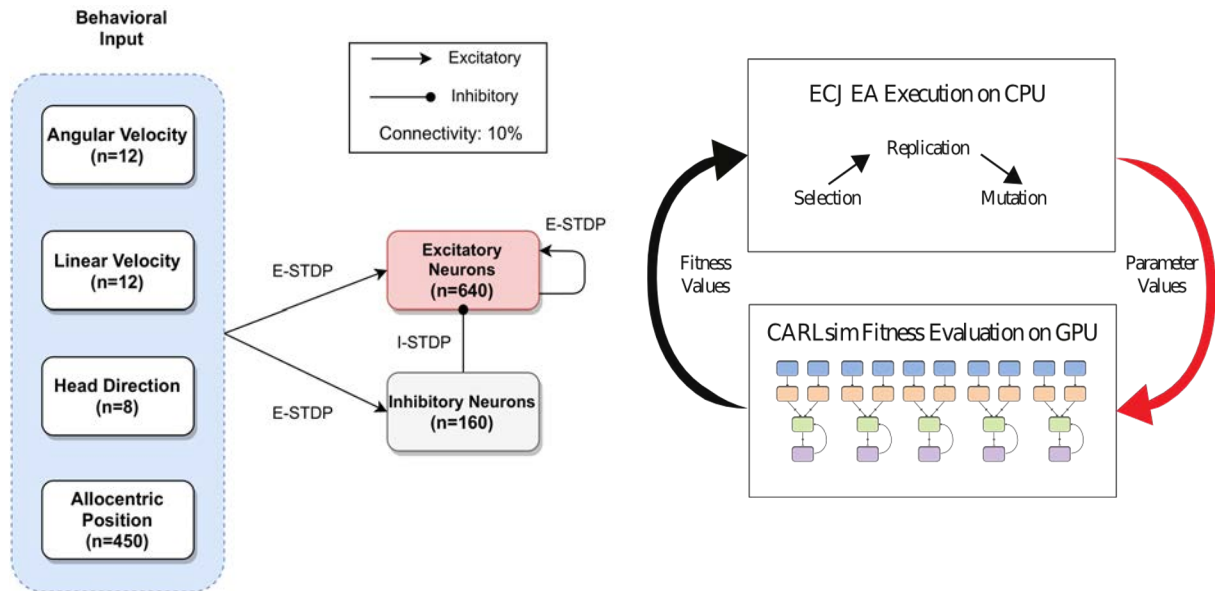 Behavioral
Input
Angular Velocity
(n=12)
Linear Velocity
(n=12)
Head Direction
(n=8)
Allocentric
Position
(n=450)
Excitatory
Inhibitory
Connectivity: 10%
E-STDP
E-STDP
E-STDP
Excitatory
Neurons
(n=640)
I-STDP
Inhibitory Neurons
(n=160)
ECJ EA Execution on CPU
Replication
Selection
Mutation
Fitness
Values
Parameter
Values
CARLsim Fitness Evaluation on GPU